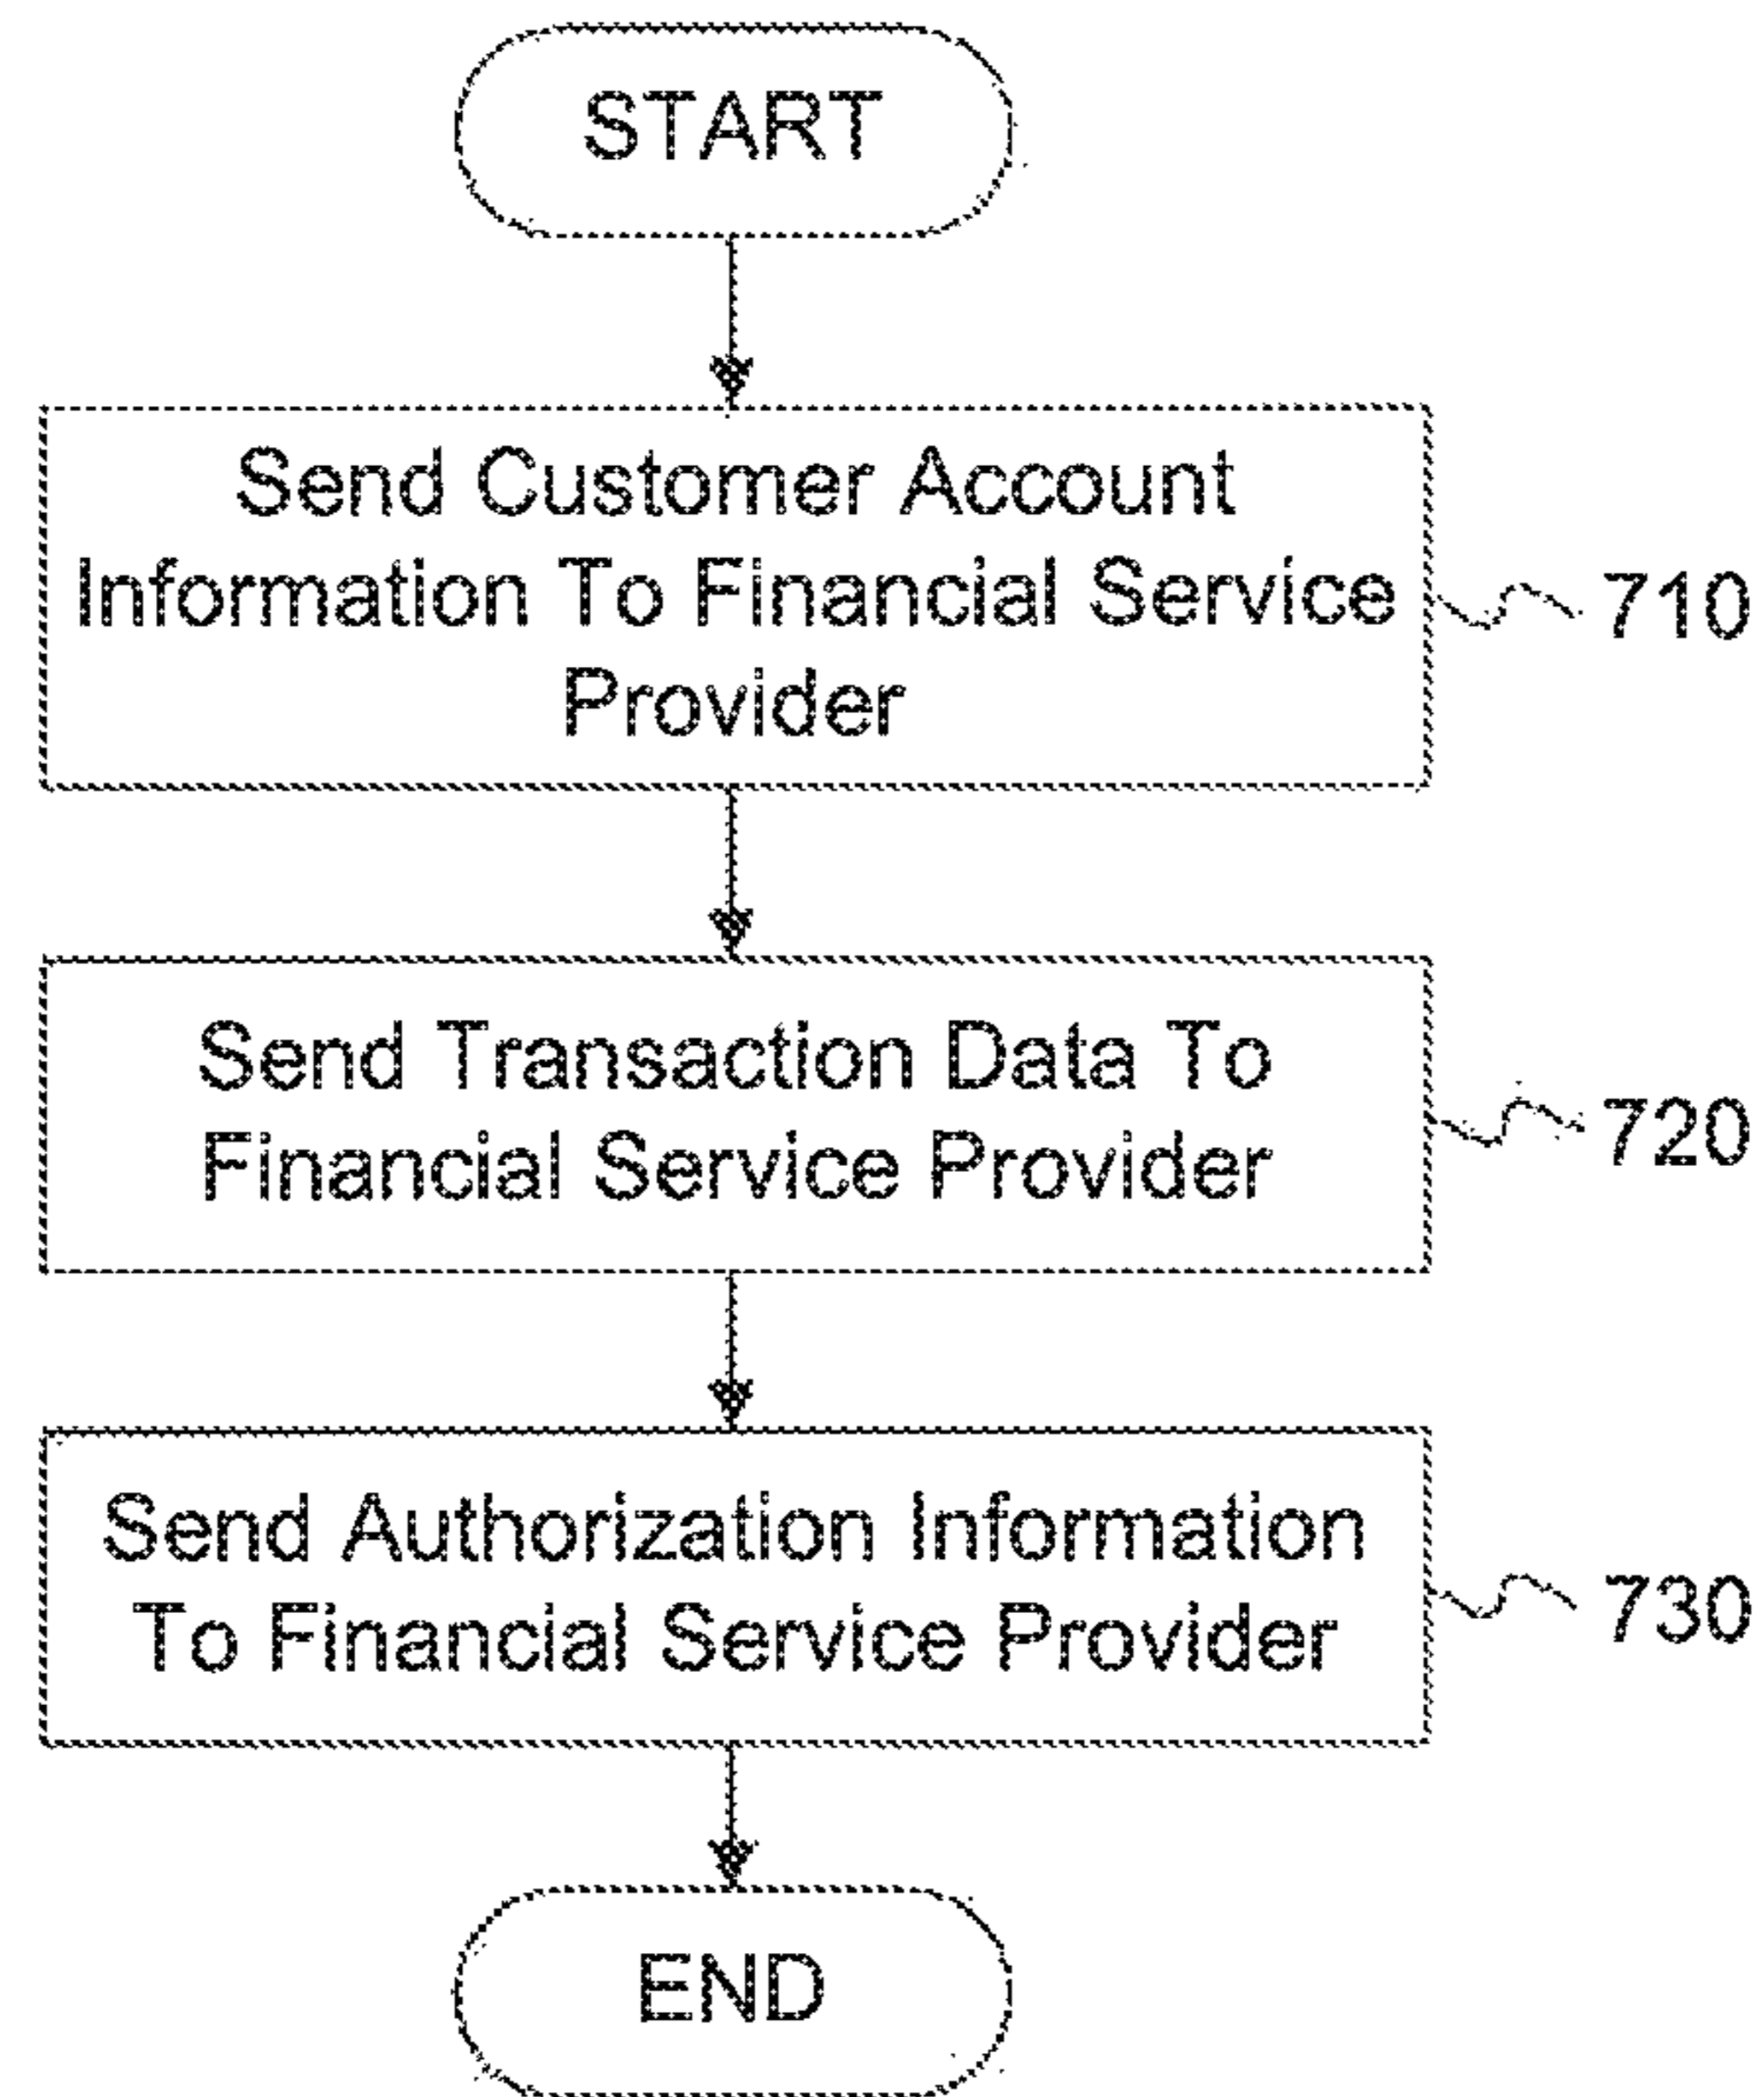 START
Send Customer Account
Information To Financial Service
Provider
710
Send Transaction Data To
Financial Service Provider
720
Send Authorization Information
To Financial Service Provider
730
END